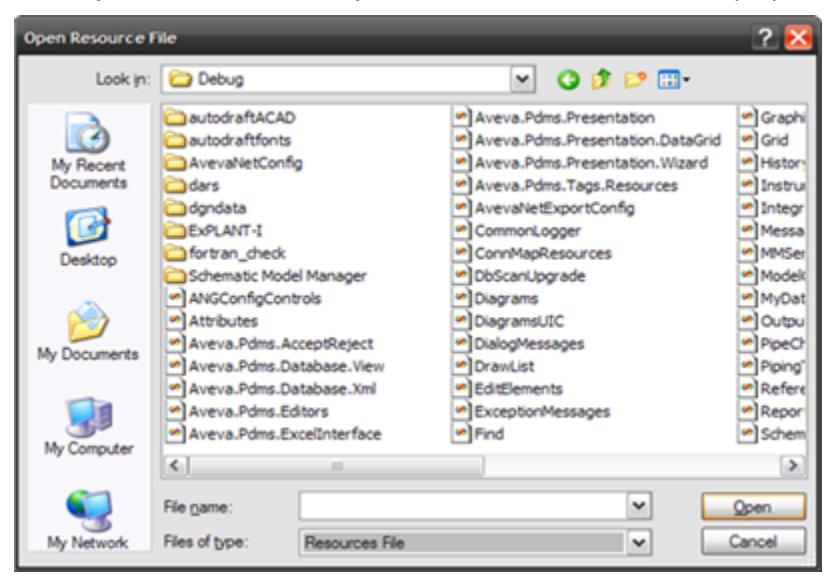 Open Resource File
Look in:
Debug
My Recent
Documents
Desktop
My Documents
My Computer
My Network
autodraftACAD
autodraftfonts
AvevaNetConfig
dars
dgndata
ExPLANT-I
fortran_check
Schematic Model Manager
ANGConfigControls
Attributes
Aveva.Pdms.AcceptReject
Aveva.Pdms.Database.View
Aveva.Pdms.Database.Xml
Aveva.Pdms.Editors
Aveva.Pdms.ExcelInterface
Aveva.Pdms.Presentation
Aveva.Pdms.Presentation.DataGrid
Aveva.Pdms.Presentation.Wizard
Aveva.Pdms.Tags.Resources
AvevaNetExportConfig
CommonLogger
ConnMapResources
DbScanUpgrade
Diagrams
DiagramsUIC
DialogMessages
DrawList
EditElements
ExceptionMessages
Find
Graphi
Grid
History
Instru
Integr
Messa
MMSer
Model
MyDat
Outpu
PipeCh
Piping
Refere
Repor
Schem
File name:
Open
Files of type:
Resources File
Cancel